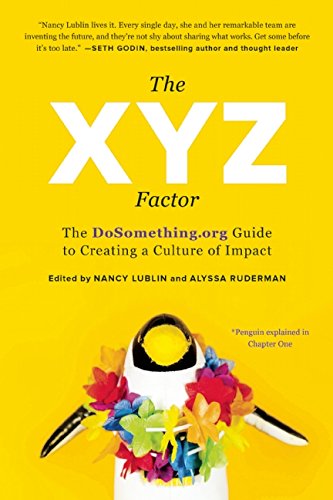 "Nancy Lublin lives it. Every single day, she and her remarkable team are
inventing the future, and they're not shy about sharing what works. Get some before
it's too late." —SETH GODIN, bestselling author and thought leader
The
XYZ
Factor
The DoSomething.org Guide
to Creating a Culture of Impact
Edited by NANCY LUBLIN and ALYSSA RUDERMAN
*Penguin explained in
Chapter One